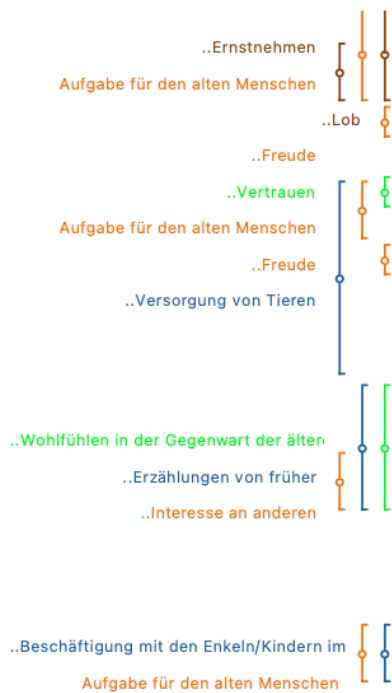 ..Ernstnehmen
Aufgabe für den alten Menschen
..Lob
..Freude
..Vertrauen
Aufgabe für den alten Menschen
..Freude
..Versorgung von Tieren
..Wohlfühlen in der Gegenwart der älter
..Erzählungen von früher
..Interesse an anderen
..Beschäftigung mit den Enkeln/Kindern im
Aufgabe für den alten Menschen